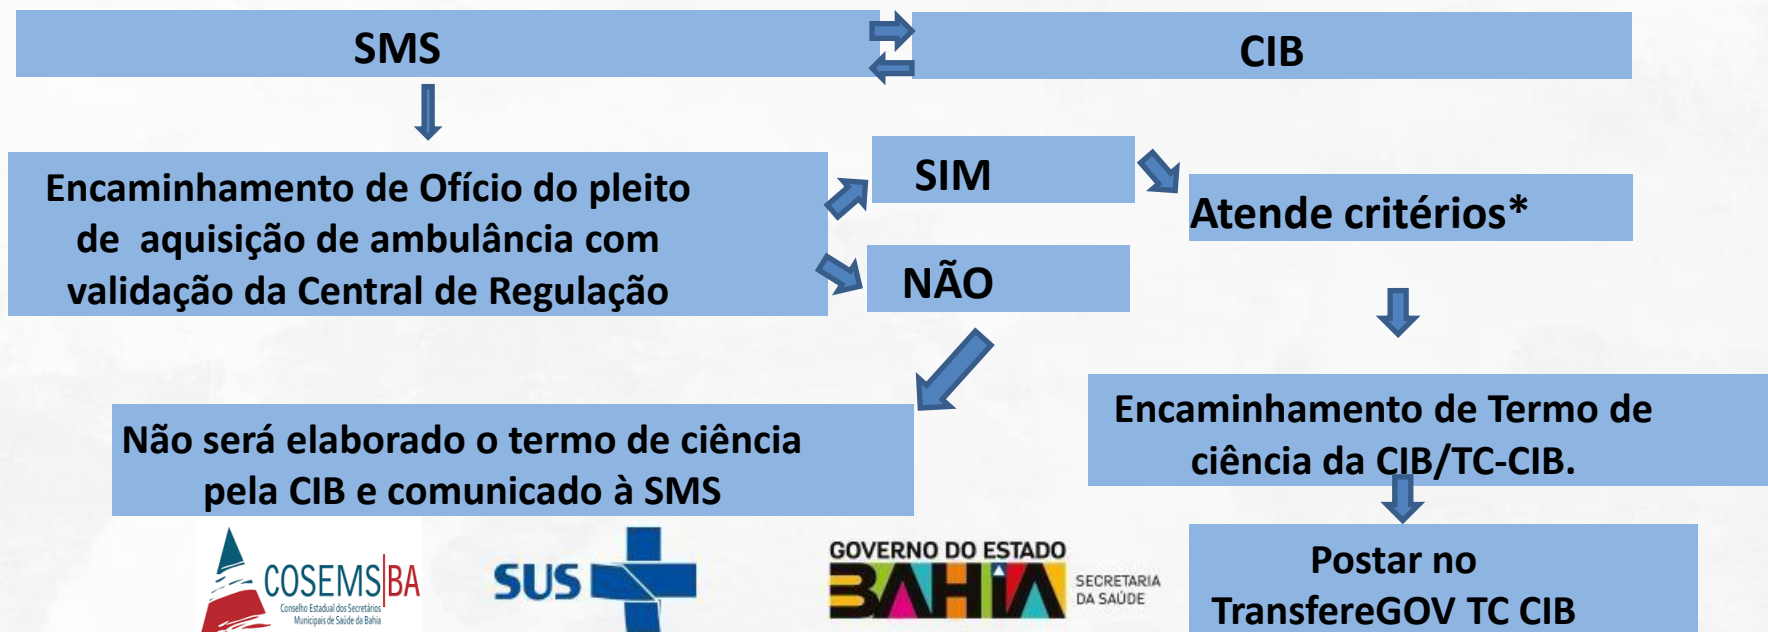 SMS
CIB
Encaminhamento de Ofício do pleito
de aquisição de ambulância com
validação da Central de Regulação
SIM
NÃO
Atende critérios*
Não será elaborado o termo de ciência
pela CIB e comunicado à SMS
Encaminhamento de Termo de
ciência da CIB/TC-CIB.
Postar no
TransfereGOV TC CIB
COSEMS|BA
Conselho Estadual dos Secretários
Municipais de Saúde da Bahia
SUS
GOVERNO DO ESTADO
BAHIA
SECRETARIA
DA SAÚDE